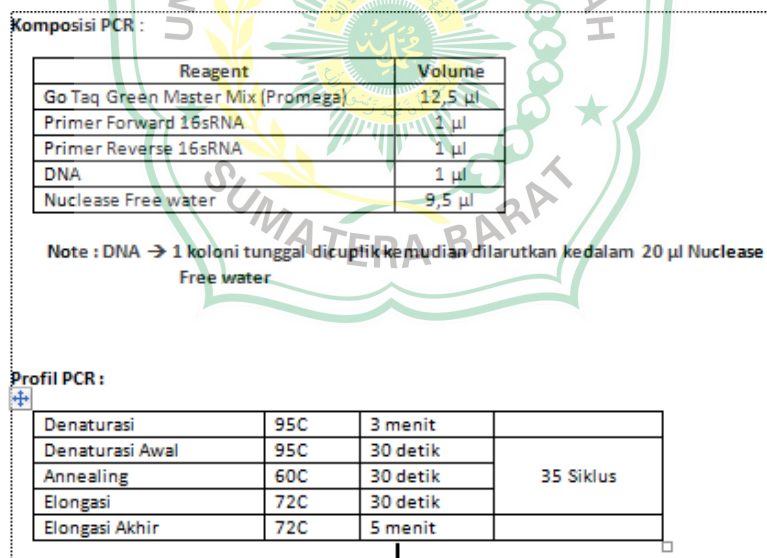 Komposisi PCR :
Reagent Volume
Go Taq Green Master Mix (Promega) 12,5 µl
Primer Forward 16sRNA 1 µl
Primer Reverse 16sRNA 1 µl
DNA 1 µl
Nuclease Free water 9,5 µl
SUMATERA BARAT
Note : DNA → 1 koloni tunggal dicuplik kemudian dilarutkan kedalam 20 µl Nuclease
Free water
Profil PCR :
Denaturasi 95C 3 menit
Denaturasi Awal 95C 30 detik
Annealing 60C 30 detik 35 Siklus
Elongasi 72C 30 detik
Elongasi Akhir 72C 5 menit